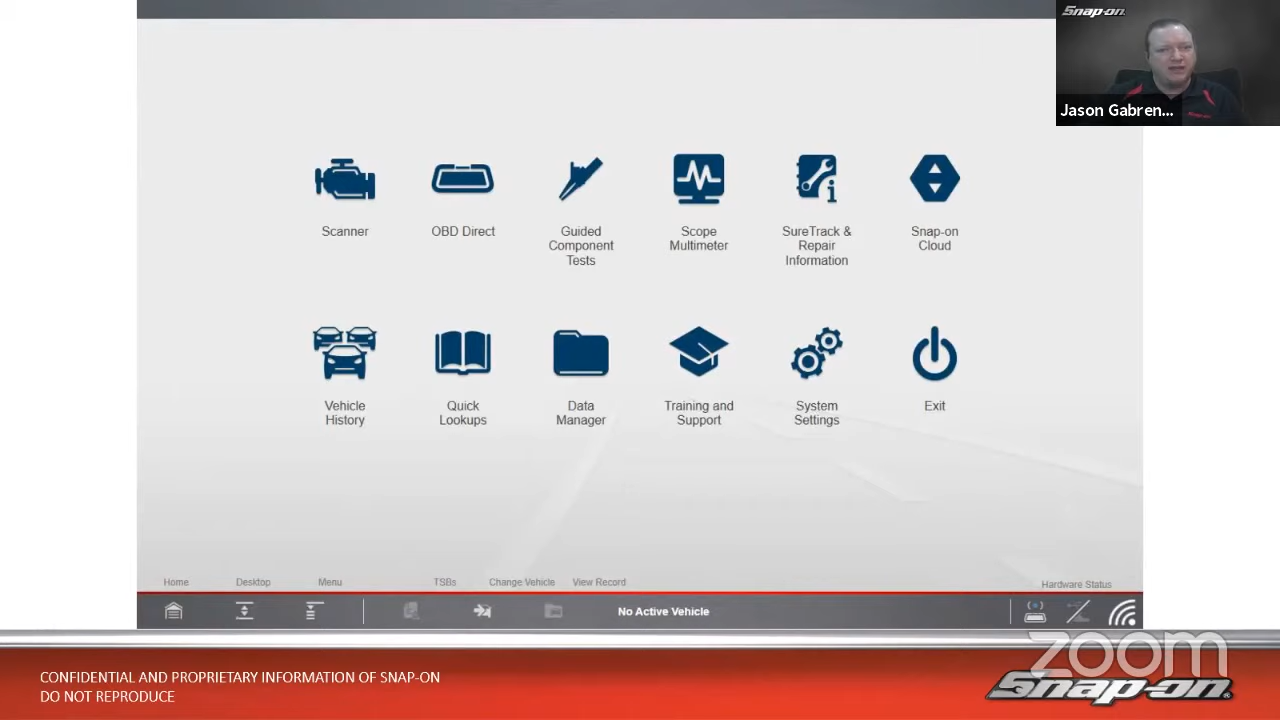 Snap-on
Jason Gabren...
Scanner
OBD Direct
Guided
Component
Tests
Scope
Multimeter
SureTrack &
Repair
Information
Snap-on
Cloud
Vehicle
History
Quick
Lookups
Data
Manager
Training and
Support
System
Settings
Exit
Home
Desktop
Menu
TSBs
Change Vehicle
View Record
Hardware Status
No Active Vehicle
zoom
Snap-on
CONFIDENTIAL AND PROPRIETARY INFORMATION OF SNAP-ON
DO NOT REPRODUCE